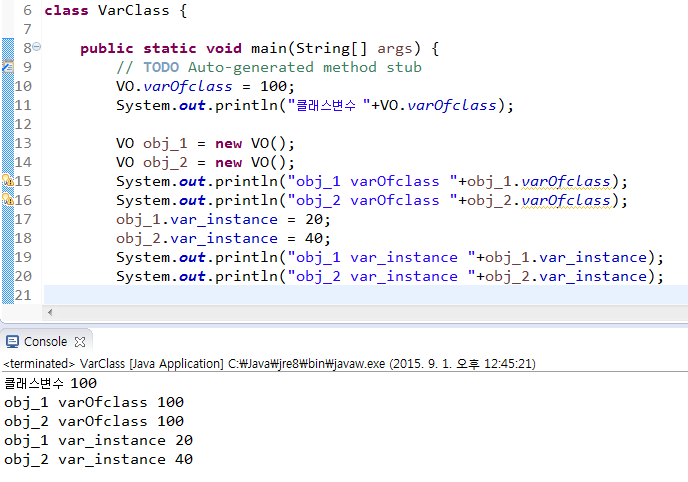 6 class VarClass {
7
8 public static void main(String[] args) {
9 // TODO Auto-generated method stub
10 VO.varOfclass = 100;
11 System.out.println("클래스변수 "+VO.varOfclass);
12
13 VO obj_1 = new VO();
14 VO obj_2 = new VO();
15 System.out.println("obj_1 varOfclass "+obj_1.varOfclass);
16 System.out.println("obj_2 varOfclass "+obj_2.varOfclass);
17 obj_1.var_instance = 20;
18 obj_2.var_instance = 40;
19 System.out.println("obj_1 var_instance "+obj_1.var_instance);
20 System.out.println("obj_2 var_instance "+obj_2.var_instance);
21
Console
<terminated> VarClass [Java Application] C:₩Java₩jre8₩bin₩javaw.exe (2015. 9. 1. 오후 12:45:21)
클래스변수 100
obj_1 varOfclass 100
obj_2 varOfclass 100
obj_1 var_instance 20
obj_2 var_instance 40